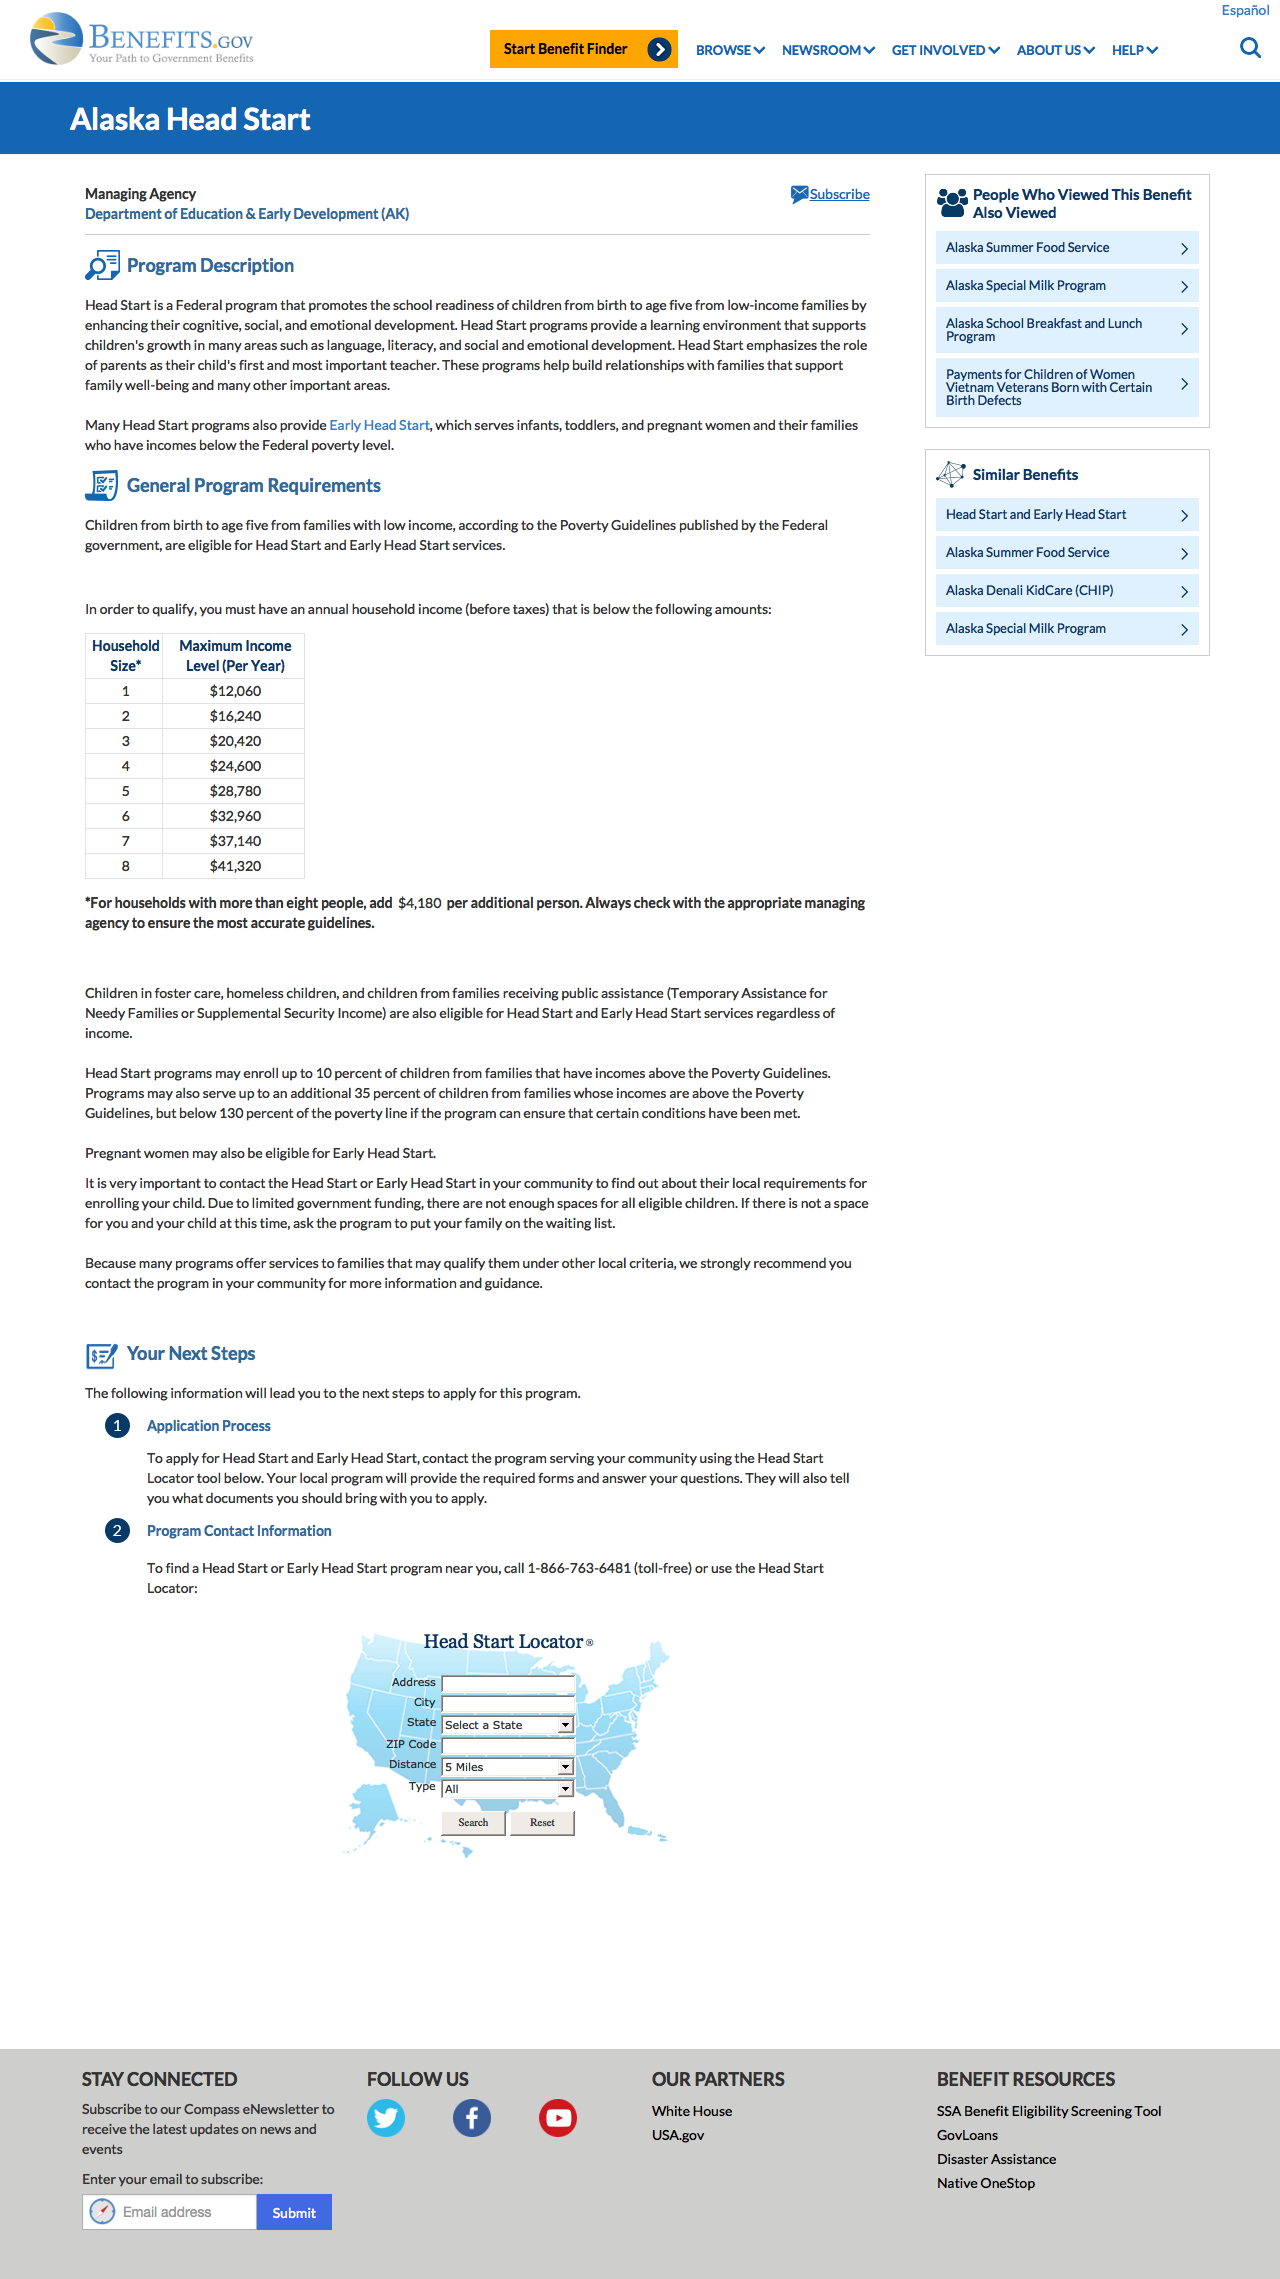 Español
BENEFITS.GOV
Your Path to Government Benefits
Start Benefit Finder
BROWSE
NEWSROOM
GET INVOLVED
ABOUT US
HELP
Alaska Head Start
Managing Agency
Subscribe
Department of Education & Early Development (AK)
Program Description
Head Start is a Federal program that promotes the school readiness of children from birth to age five from low-income families by
enhancing their cognitive, social, and emotional development. Head Start programs provide a learning environment that supports
children's growth in many areas such as language, literacy, and social and emotional development. Head Start emphasizes the role
of parents as their child's first and most important teacher. These programs help build relationships with families that support
family well-being and many other important areas.
Many Head Start programs also provide Early Head Start, which serves infants, toddlers, and pregnant women and their families
who have incomes below the Federal poverty level.
General Program Requirements
Children from birth to age five from families with low income, according to the Poverty Guidelines published by the Federal
government, are eligible for Head Start and Early Head Start services.
In order to qualify, you must have an annual household income (before taxes) that is below the following amounts:
Household Maximum Income
Size* Level (Per Year)
1 $12,060
2 $16,240
3 $20,420
4 $24,600
5 $28,780
6 $32,960
7 $37,140
8 $41,320
*For households with more than eight people, add $4,180 per additional person. Always check with the appropriate managing
agency to ensure the most accurate guidelines.
Children in foster care, homeless children, and children from families receiving public assistance (Temporary Assistance for
Needy Families or Supplemental Security Income) are also eligible for Head Start and Early Head Start services regardless of
income.
Head Start programs may enroll up to 10 percent of children from families that have incomes above the Poverty Guidelines.
Programs may also serve up to an additional 35 percent of children from families whose incomes are above the Poverty
Guidelines, but below 130 percent of the poverty line if the program can ensure that certain conditions have been met.
Pregnant women may also be eligible for Early Head Start.
It is very important to contact the Head Start or Early Head Start in your community to find out about their local requirements for
enrolling your child. Due to limited government funding, there are not enough spaces for all eligible children. If there is not a space
for you and your child at this time, ask the program to put your family on the waiting list.
Because many programs offer services to families that may qualify them under other local criteria, we strongly recommend you
contact the program in your community for more information and guidance.
Your Next Steps
The following information will lead you to the next steps to apply for this program.
1 Application Process
To apply for Head Start and Early Head Start, contact the program serving your community using the Head Start
Locator tool below. Your local program will provide the required forms and answer your questions. They will also tell
you what documents you should bring with you to apply.
2 Program Contact Information
To find a Head Start or Early Head Start program near you, call 1-866-763-6481 (toll-free) or use the Head Start
Locator:
Head Start Locator®
Address
City
State Select a State
ZIP Code
Distance 5 Miles
Type All
Search Reset
People Who Viewed This Benefit
Also Viewed
Alaska Summer Food Service
Alaska Special Milk Program
Alaska School Breakfast and Lunch
Program
Payments for Children of Women
Vietnam Veterans Born with Certain
Birth Defects
Similar Benefits
Head Start and Early Head Start
Alaska Summer Food Service
Alaska Denali KidCare (CHIP)
Alaska Special Milk Program
STAY CONNECTED
Subscribe to our Compass eNewsletter to
receive the latest updates on news and
events
Enter your email to subscribe:
Email address
Submit
FOLLOW US
OUR PARTNERS
White House
USA.gov
BENEFIT RESOURCES
SSA Benefit Eligibility Screening Tool
GovLoans
Disaster Assistance
Native OneStop